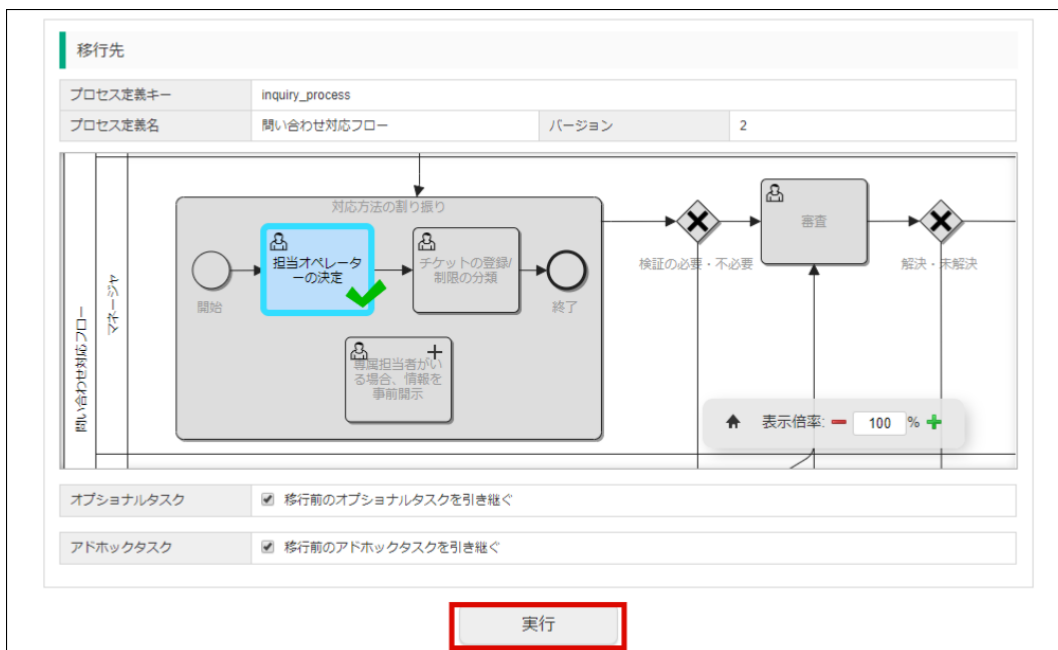 移行先
プロセス定義キー inquiry_process
プロセス定義名 問い合わせ対応フロー バージョン 2
問い合わせ対応フロー
マネージャ
対応方法の割り振り
開始
担当オペレータ
ーの決定
チケットの登録/
制限の分類
終了
専属担当者がい
る場合、情報を
事前開示
検証の必要・不必要
審査
解決・未解決
表示倍率: 100 %
オプショナルタスク 移行前のオプショナルタスクを引き継ぐ
アドホックタスク 移行前のアドホックタスクを引き継ぐ
実行